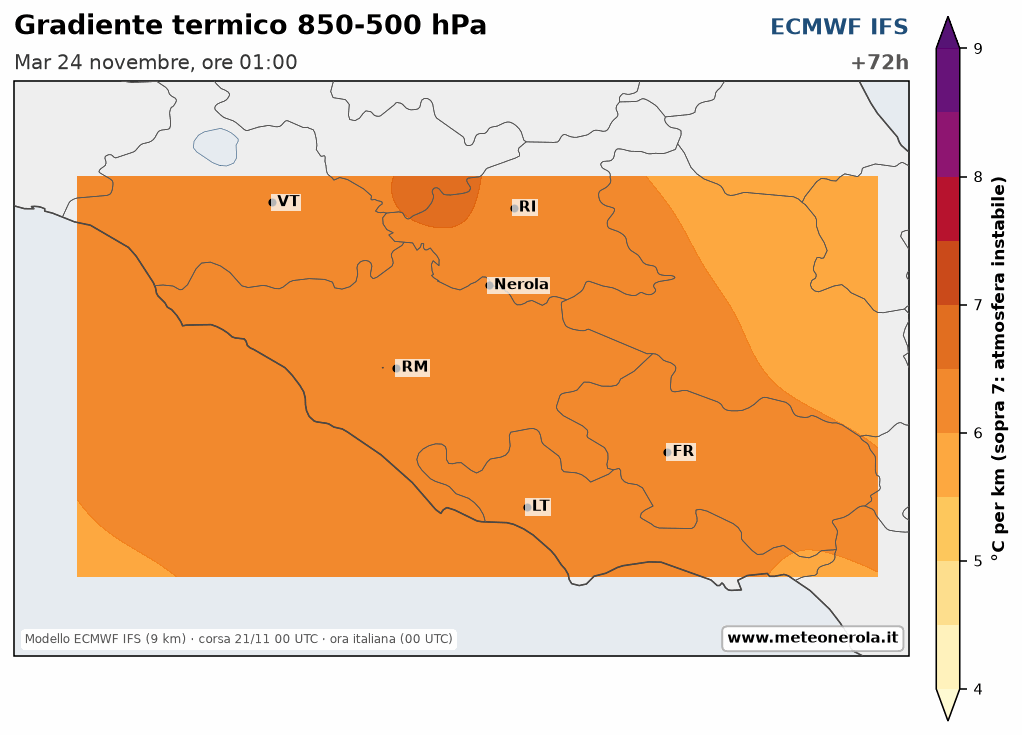 Gradiente termico 850-500 hPa
ECMWF IFS
Mar 24 novembre, ore 01:00
+72h
VT
RI
Nerola
RM
FR
LT
9
8
7
6
5
4
°C per km (sopra 7: atmosfera instabile)
Modello ECMWF IFS (9 km) · corsa 21/11 00 UTC · ora italiana (00 UTC)
www.meteonerola.it